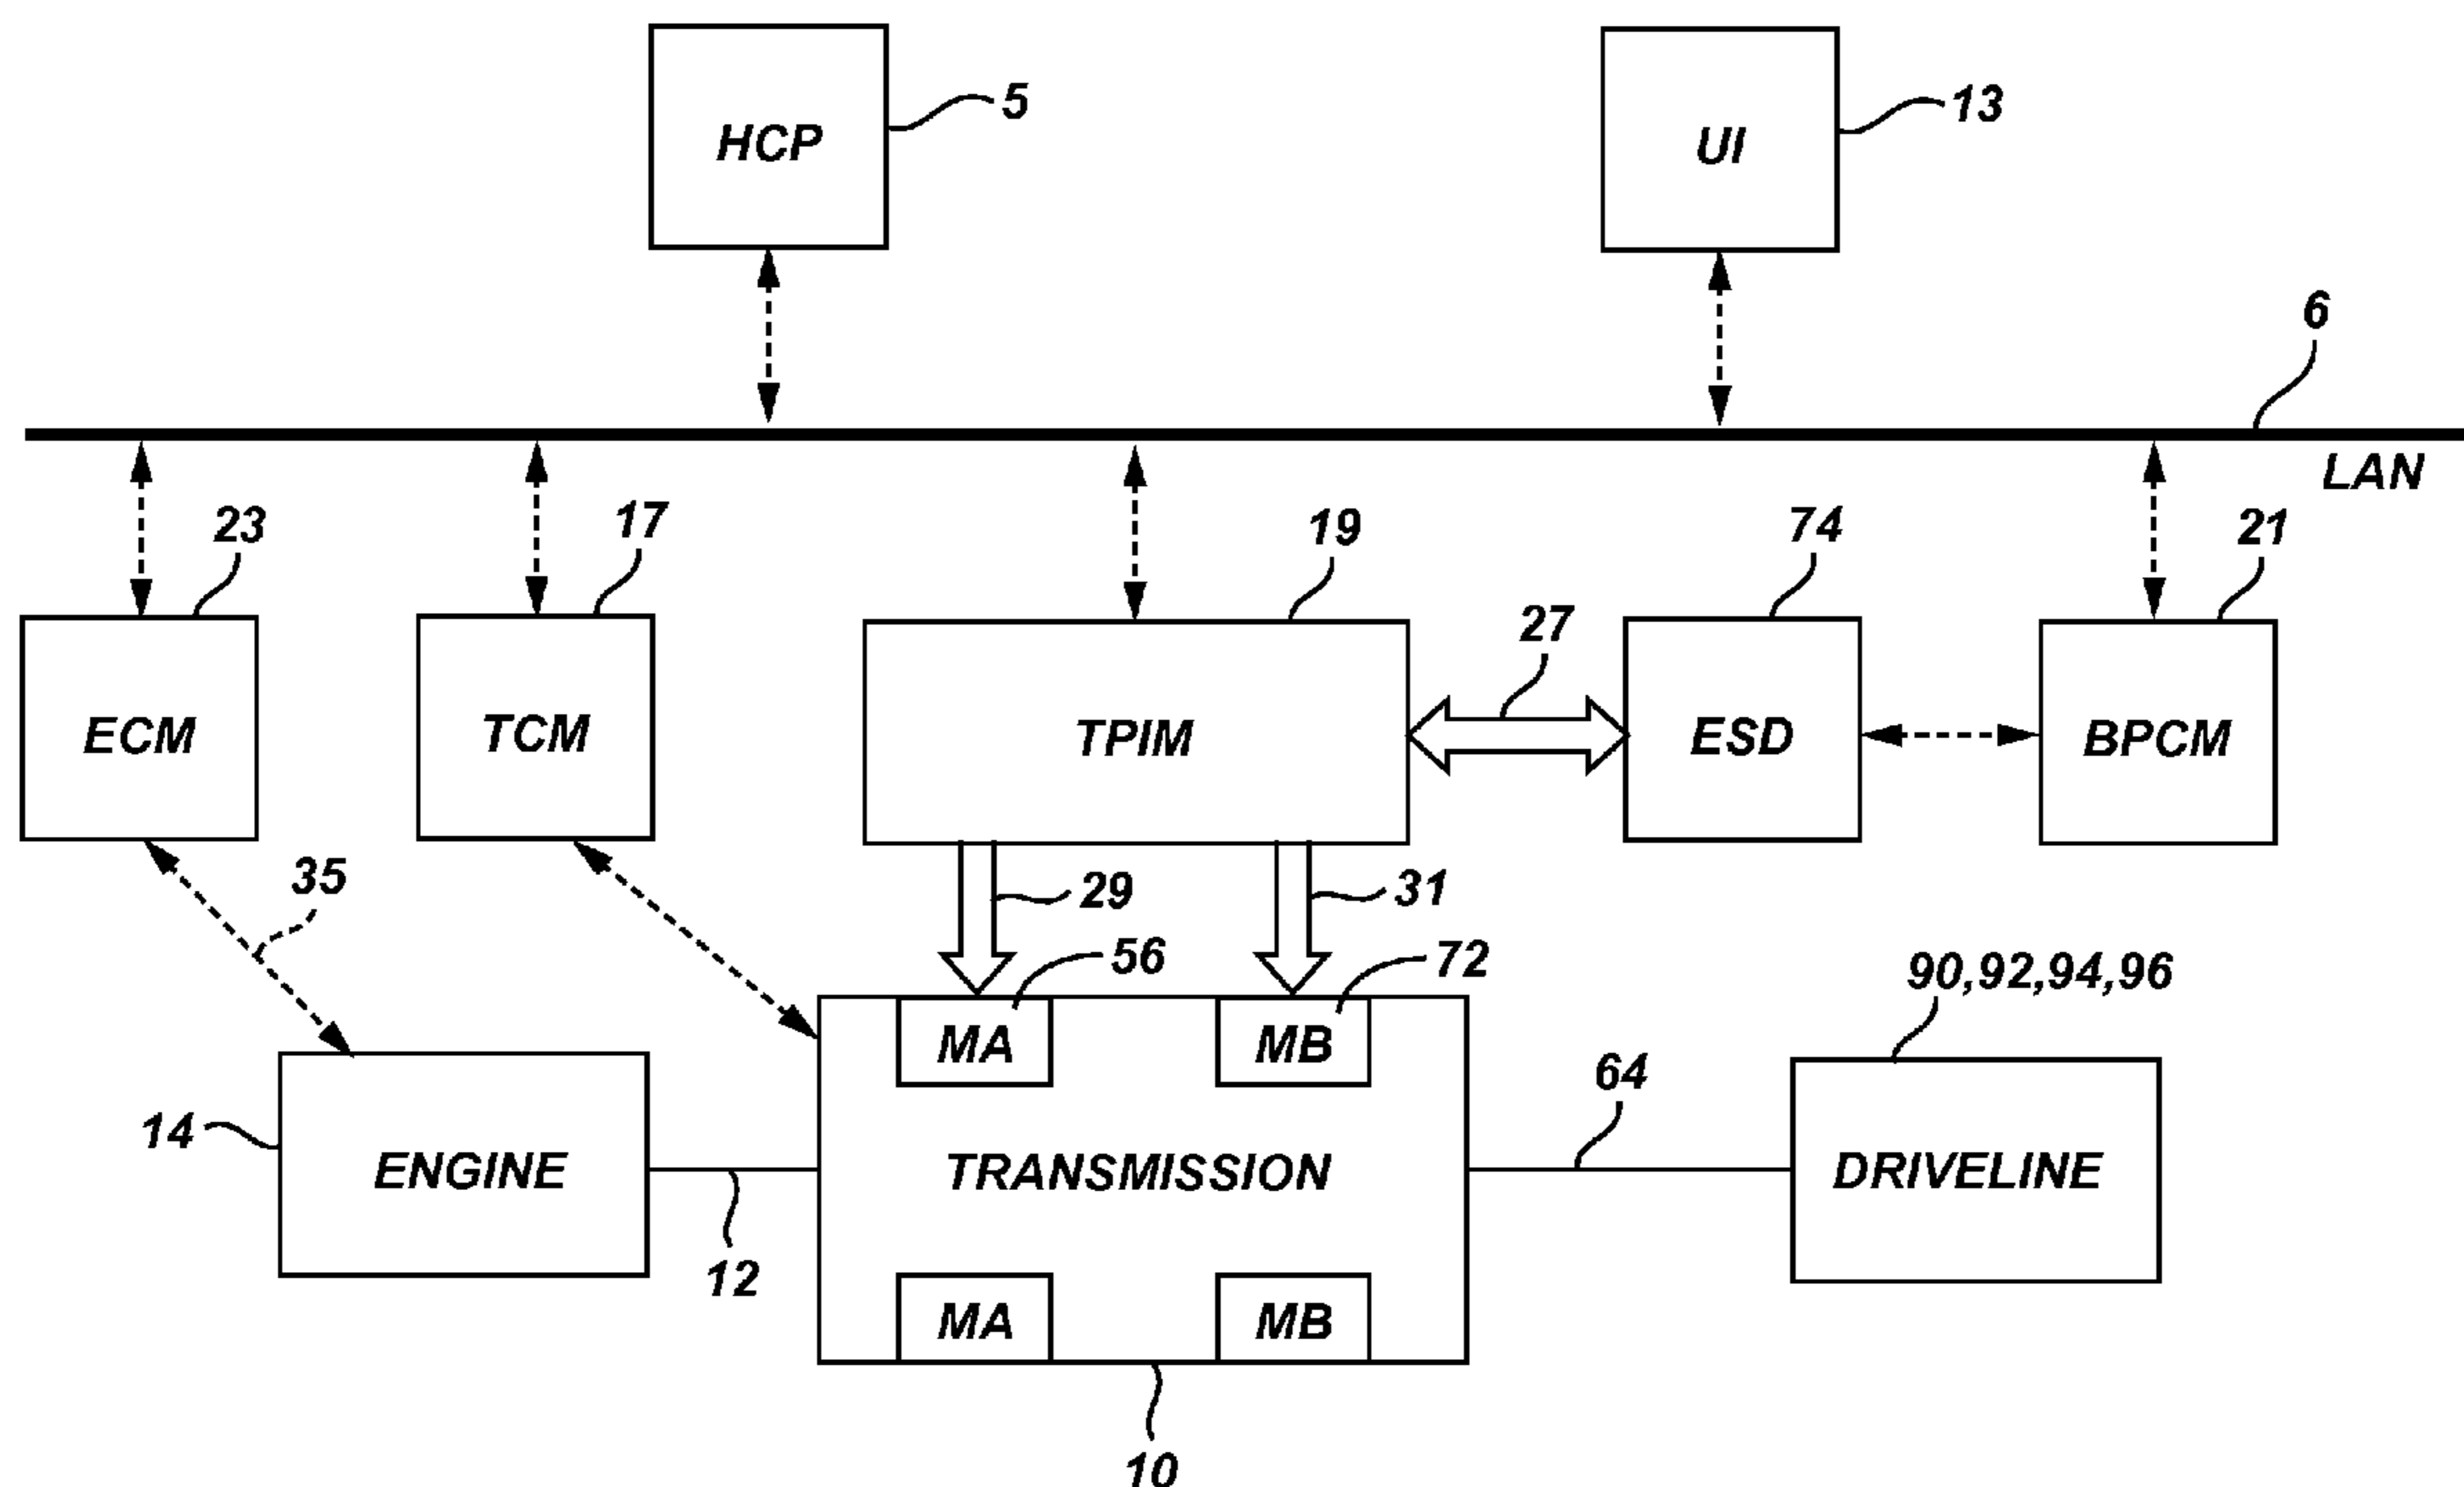 HCP
5
UI
13
6
LAN
23
17
19
74
21
27
ECM
TCM
TPIM
ESD
BPCM
35
29
31
56
72
90,92,94,96
MA
MB
64
14
ENGINE
TRANSMISSION
DRIVELINE
12
MA
MB
10